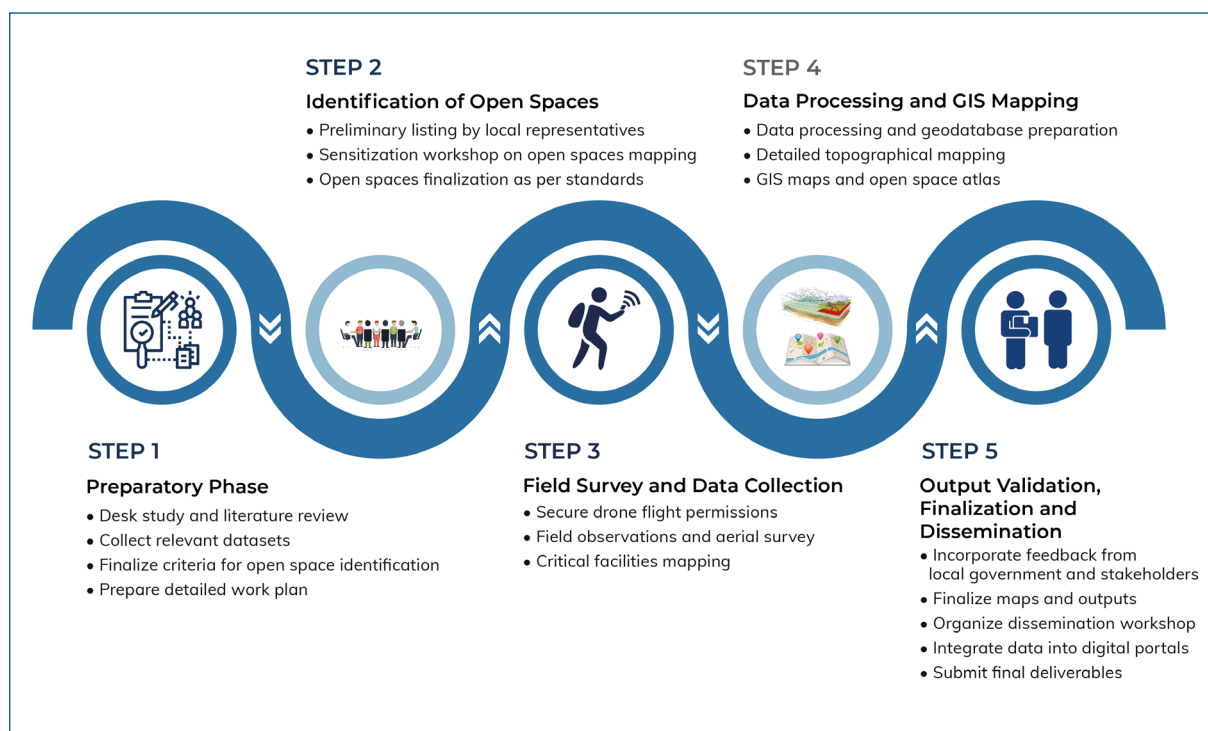 STEP 1
Preparatory Phase
• Desk study and literature review
• Collect relevant datasets
• Finalize criteria for open space identification
• Prepare detailed work plan
STEP 2
Identification of Open Spaces
• Preliminary listing by local representatives
• Sensitization workshop on open spaces mapping
• Open spaces finalization as per standards
STEP 3
Field Survey and Data Collection
• Secure drone flight permissions
• Field observations and aerial survey
• Critical facilities mapping
STEP 4
Data Processing and GIS Mapping
• Data processing and geodatabase preparation
• Detailed topographical mapping
• GIS maps and open space atlas
STEP 5
Output Validation,
Finalization and
Dissemination
• Incorporate feedback from
local government and stakeholders
• Finalize maps and outputs
• Organize dissemination workshop
• Integrate data into digital portals
• Submit final deliverables